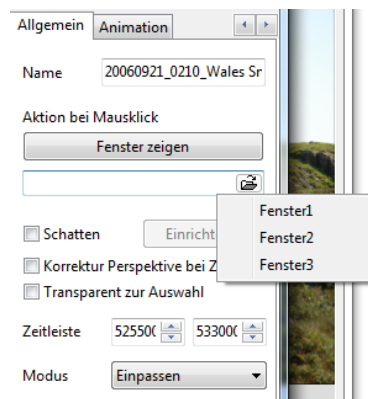 Allgemein Animation
Name 20060921_0210_Wales Sr
Aktion bei Mausklick
Fenster zeigen
Fenster1
Schatten Einricht
Fenster2
Korrektur Perspektive bei Z
Fenster3
Transparent zur Auswahl
Zeitleiste 52550 53300
Modus Einpassen